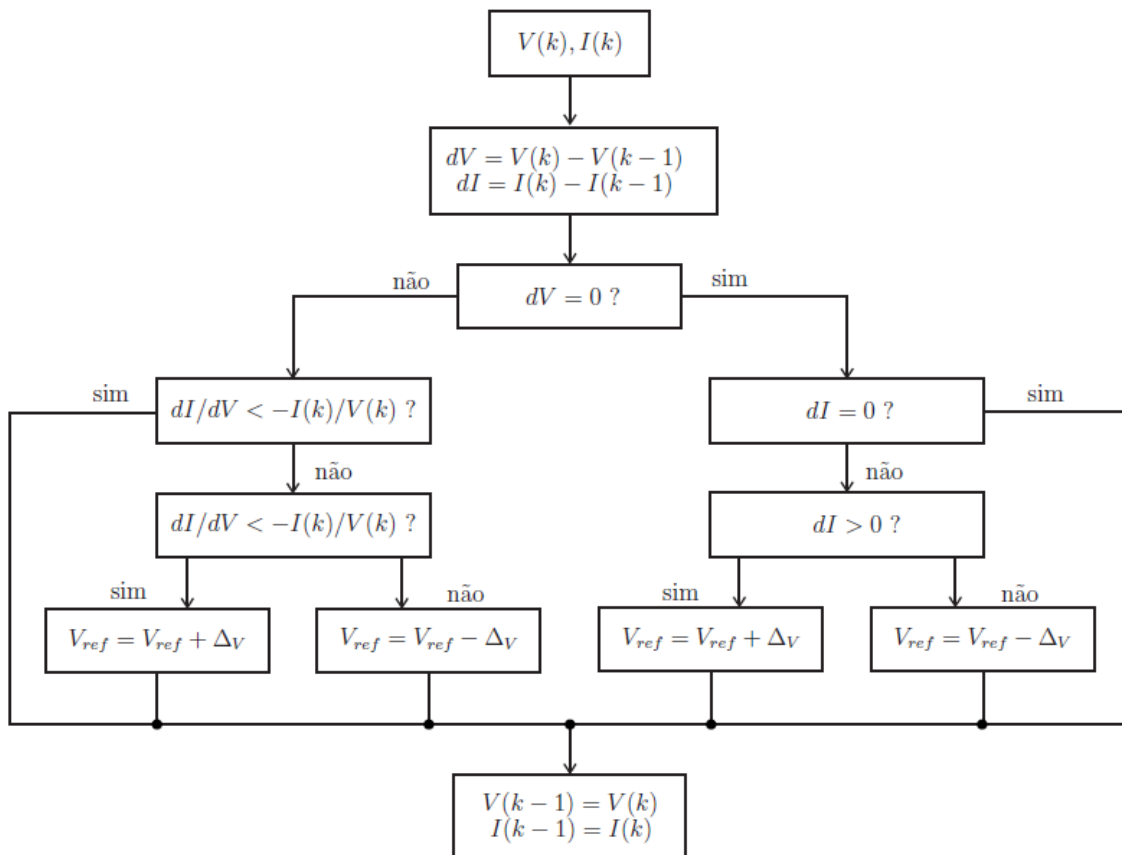 V(k), I(k)
dV = V(k) − V(k − 1)
dI = I(k) − I(k − 1)
não
sim
dV = 0 ?
sim
dI/dV < −I(k)/V(k) ?
dI = 0 ?
sim
não
não
dI/dV < −I(k)/V(k) ?
dI > 0 ?
sim
não
sim
não
V_ref = V_ref + Δ_V
V_ref = V_ref − Δ_V
V_ref = V_ref + Δ_V
V_ref = V_ref − Δ_V
V(k − 1) = V(k)
I(k − 1) = I(k)